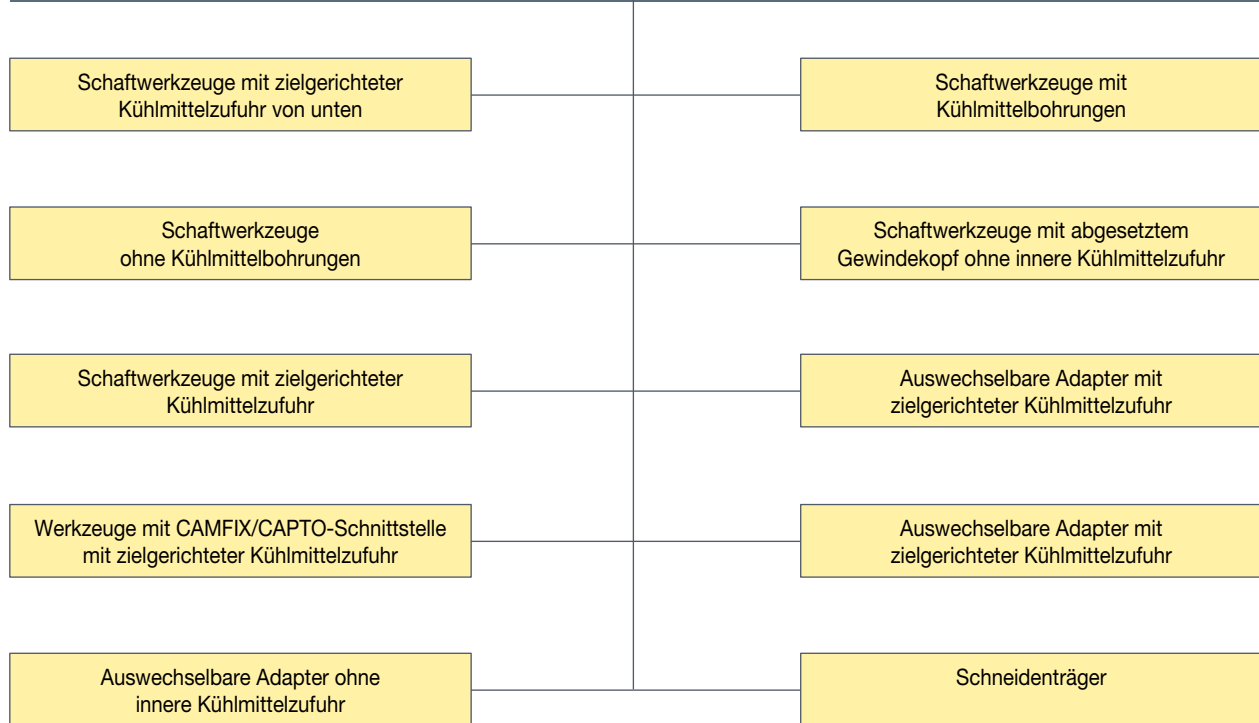 Schaftwerkzeuge mit zielgerichteter
Kühlmittelzufuhr von unten
Schaftwerkzeuge mit
Kühlmittelbohrungen
Schaftwerkzeuge
ohne Kühlmittelbohrungen
Schaftwerkzeuge mit abgesetztem
Gewindekopf ohne innere Kühlmittelzufuhr
Schaftwerkzeuge mit zielgerichteter
Kühlmittelzufuhr
Auswechselbare Adapter mit
zielgerichteter Kühlmittelzufuhr
Werkzeuge mit CAMFIX/CAPTO-Schnittstelle
mit zielgerichteter Kühlmittelzufuhr
Auswechselbare Adapter mit
zielgerichteter Kühlmittelzufuhr
Auswechselbare Adapter ohne
innere Kühlmittelzufuhr
Schneidenträger